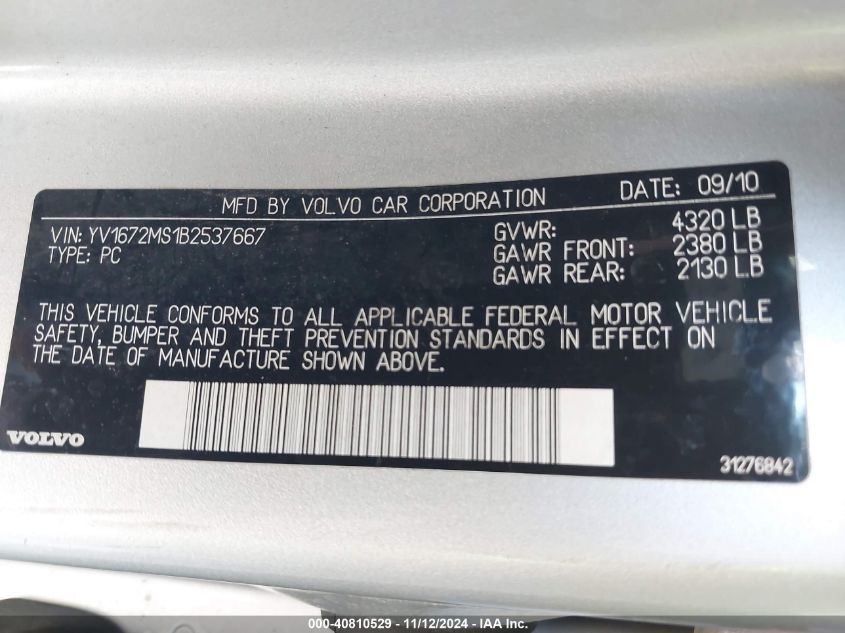 MFD BY VOLVO CAR CORPORATION DATE: 09/10
VIN: YV1672MS1B2537667
TYPE: PC
GVWR: 4320 LB
GAWR FRONT: 2380 LB
GAWR REAR: 2130 LB
THIS VEHICLE CONFORMS TO ALL APPLICABLE FEDERAL MOTOR VEHICLE
SAFETY, BUMPER AND THEFT PREVENTION STANDARDS IN EFFECT ON
THE DATE OF MANUFACTURE SHOWN ABOVE.
VOLVO
31276842
000-40810529 - 11/12/2024 - IAA Inc.